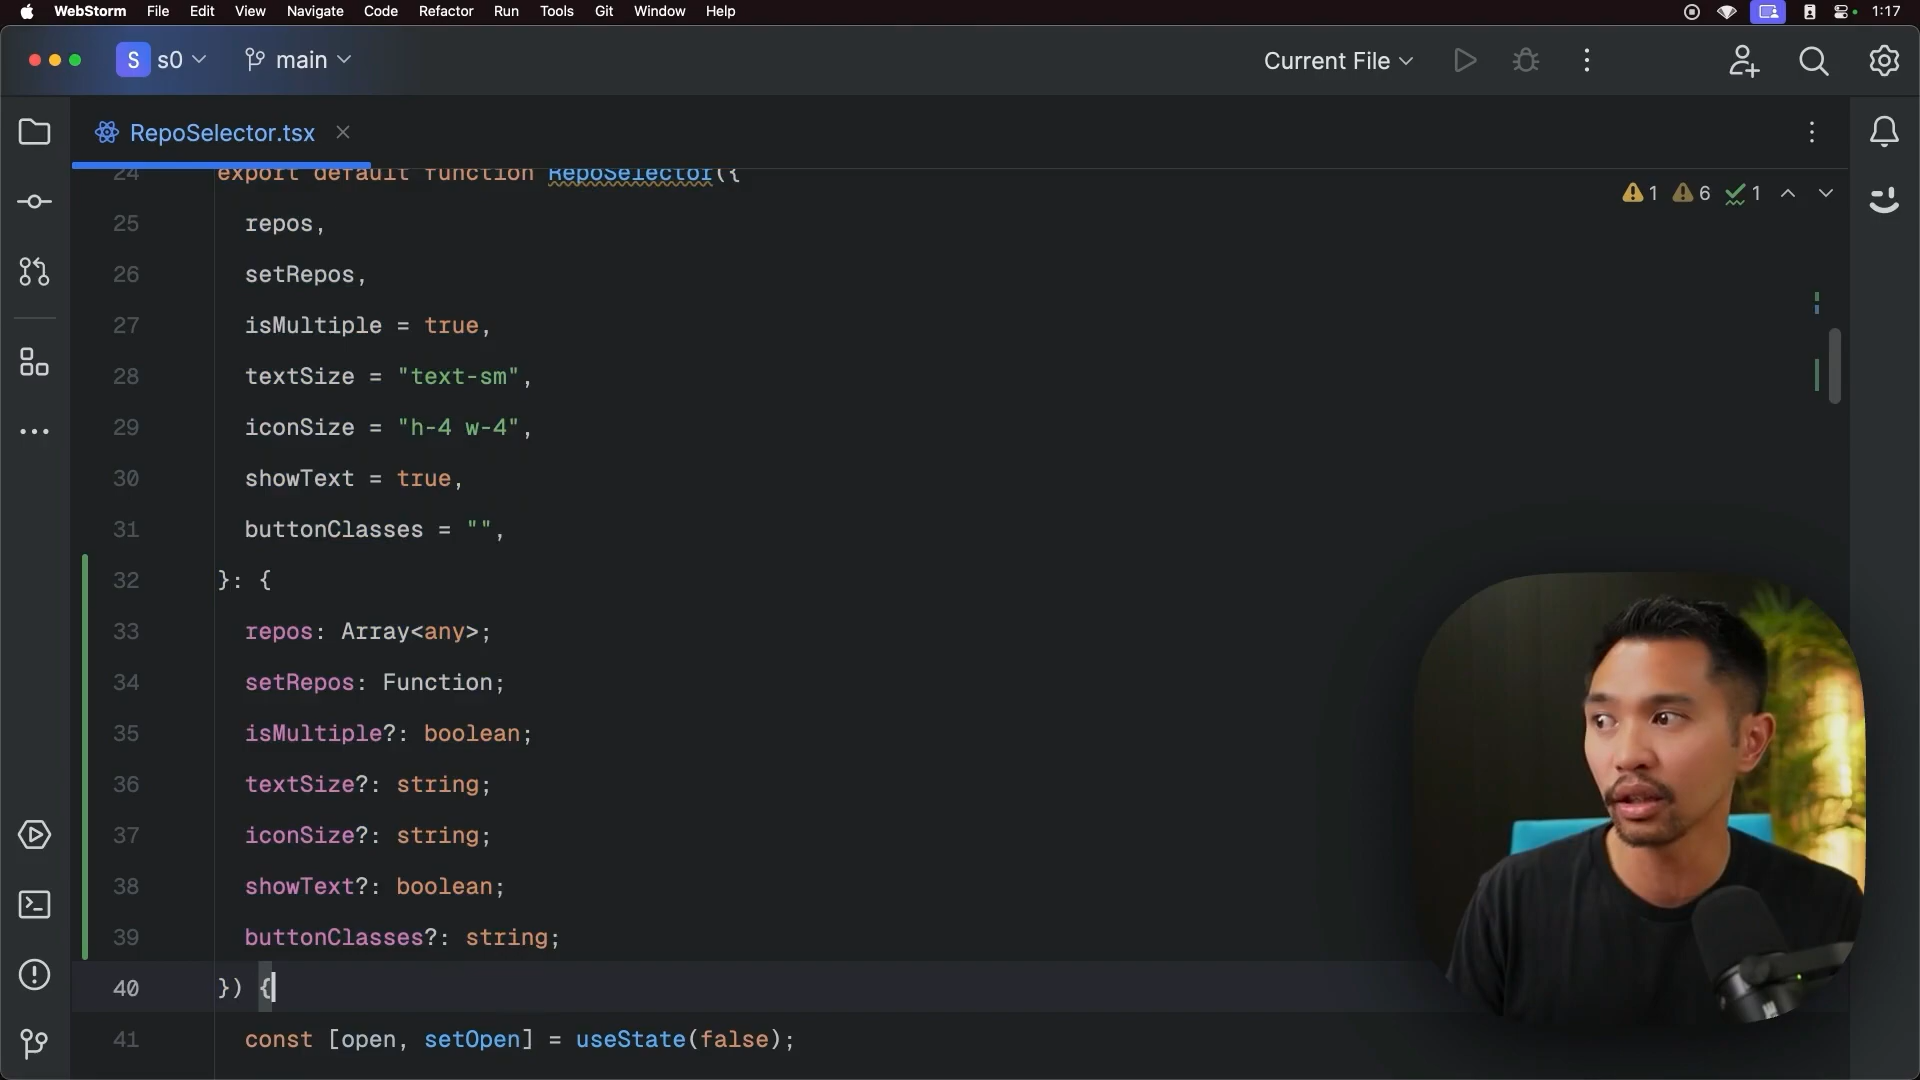 WebStorm File Edit View Navigate Code Refactor Run Tools Git Window Help 1:17
S s0 main Current File
RepoSelector.tsx
1 6 1
24 export default function RepoSelector({
25 repos,
26 setRepos,
27 isMultiple = true,
28 textSize = "text-sm",
29 iconSize = "h-4 w-4",
30 showText = true,
31 buttonClasses = "",
32 }: {
33 repos: Array<any>;
34 setRepos: Function;
35 isMultiple?: boolean;
36 textSize?: string;
37 iconSize?: string;
38 showText?: boolean;
39 buttonClasses?: string;
40 }) {
41 const [open, setOpen] = useState(false);